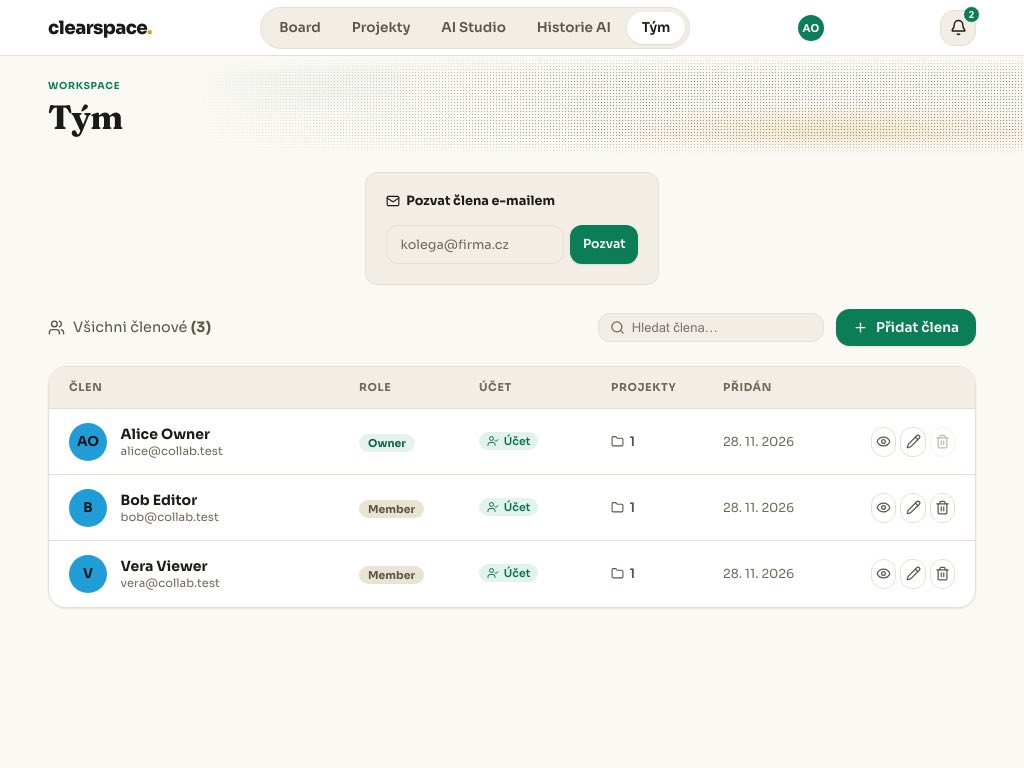 clearspace.
Board Projekty AI Studio Historie AI Tým
AO
2
WORKSPACE
Tým
Pozvat člena e-mailem
kolega@firma.cz
Pozvat
Všichni členové (3)
Hledat člena...
+ Přidat člena
ČLEN ROLE ÚČET PROJEKTY PŘIDÁN
AO Alice Owner Owner Účet 1 28. 11. 2026
alice@collab.test
B Bob Editor Member Účet 1 28. 11. 2026
bob@collab.test
V Vera Viewer Member Účet 1 28. 11. 2026
vera@collab.test